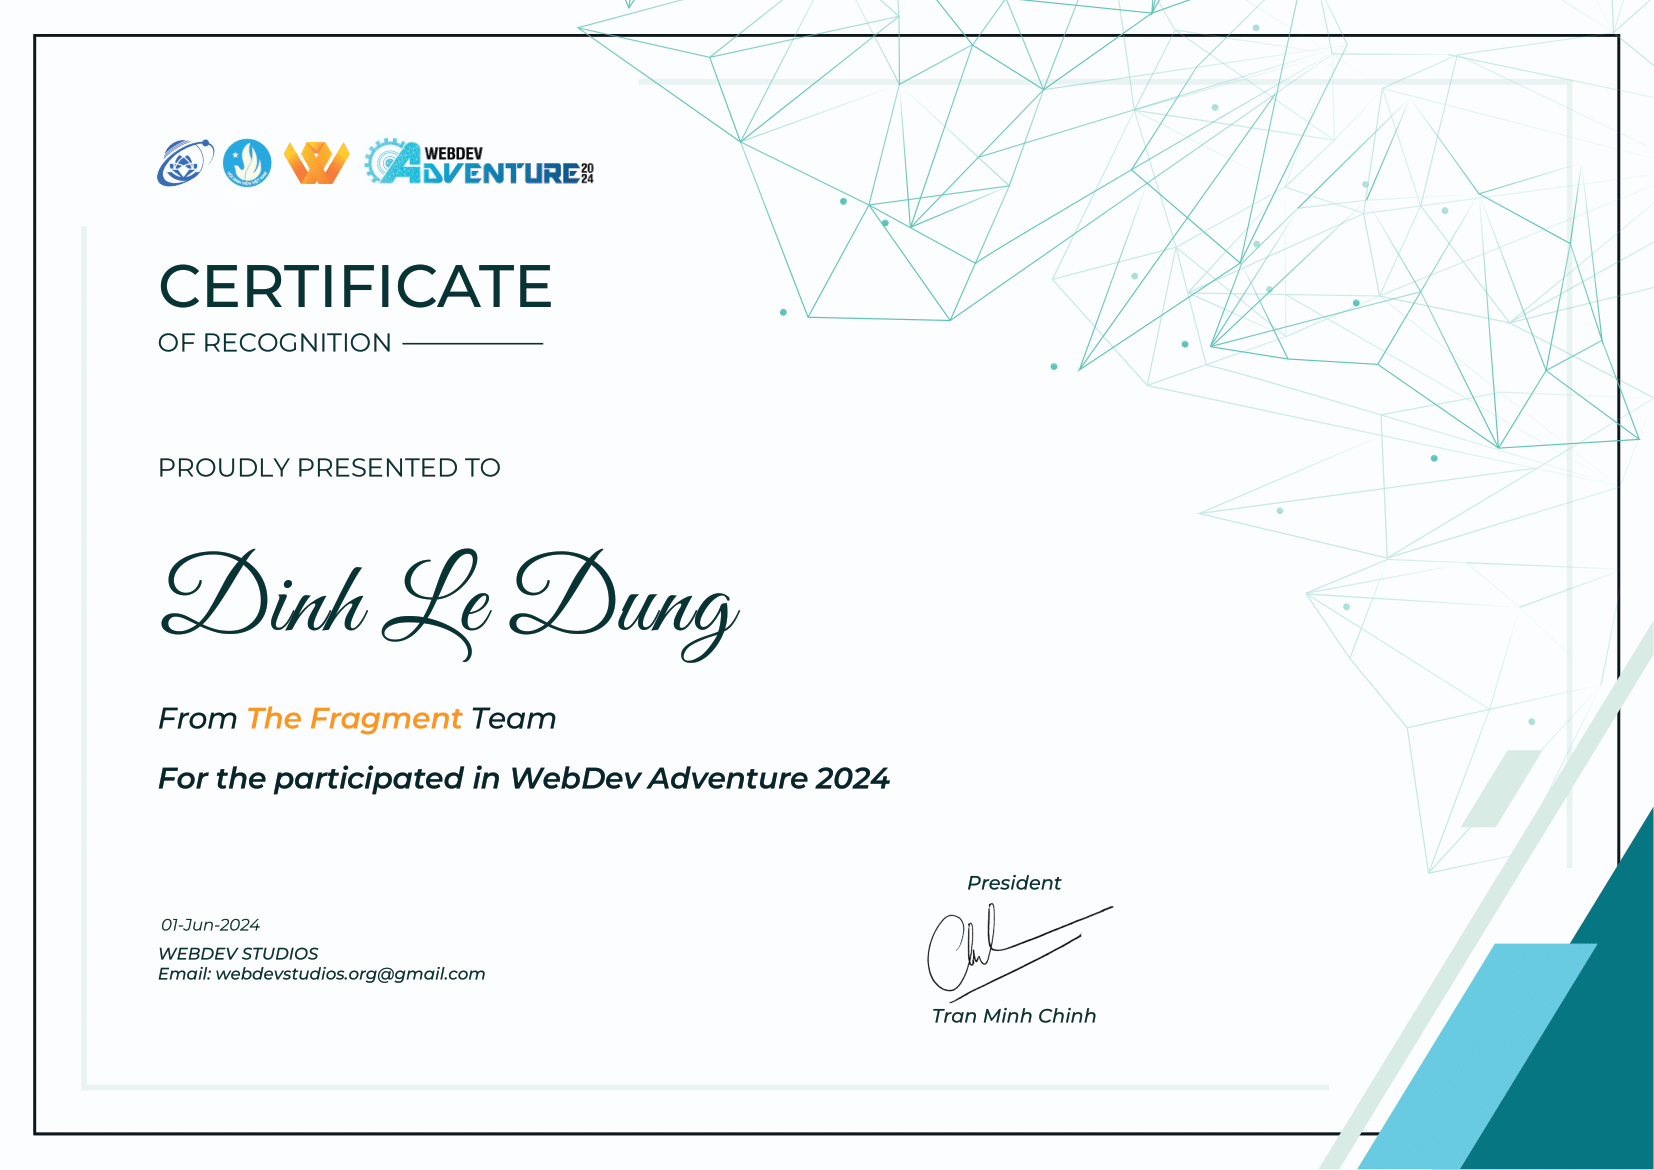 WEBDEV
ADVENTURE 2024
CERTIFICATE
OF RECOGNITION
PROUDLY PRESENTED TO
Dinh Le Dung
From The Fragment Team
For the participated in WebDev Adventure 2024
President
01-Jun-2024
WEBDEV STUDIOS
Email: webdevstudios.org@gmail.com
Tran Minh Chinh